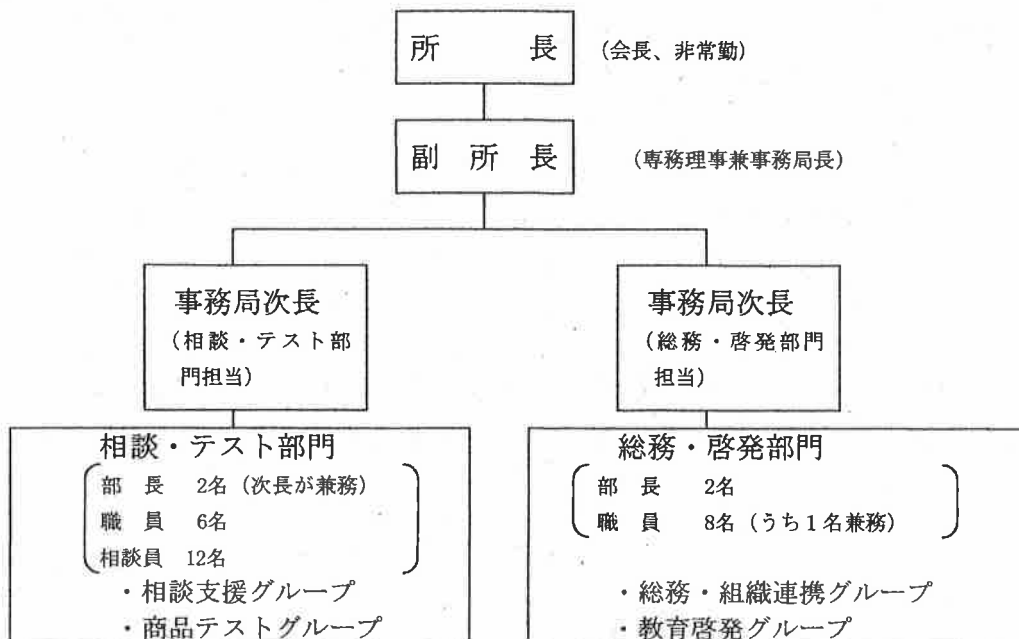 所　　　長　(会長、非常勤)
副　所　長　(専務理事兼事務局長)
事務局次長
(相談・テスト部
門担当)
事務局次長
(総務・啓発部門
担当)
相談・テスト部門
部　長　2名 (次長が兼務)
職　員　6名
相談員　12名
・相談支援グループ
・商品テストグループ
総務・啓発部門
部　長　2名
職　員　8名 (うち１名兼務)
・総務・組織連携グループ
・教育啓発グループ